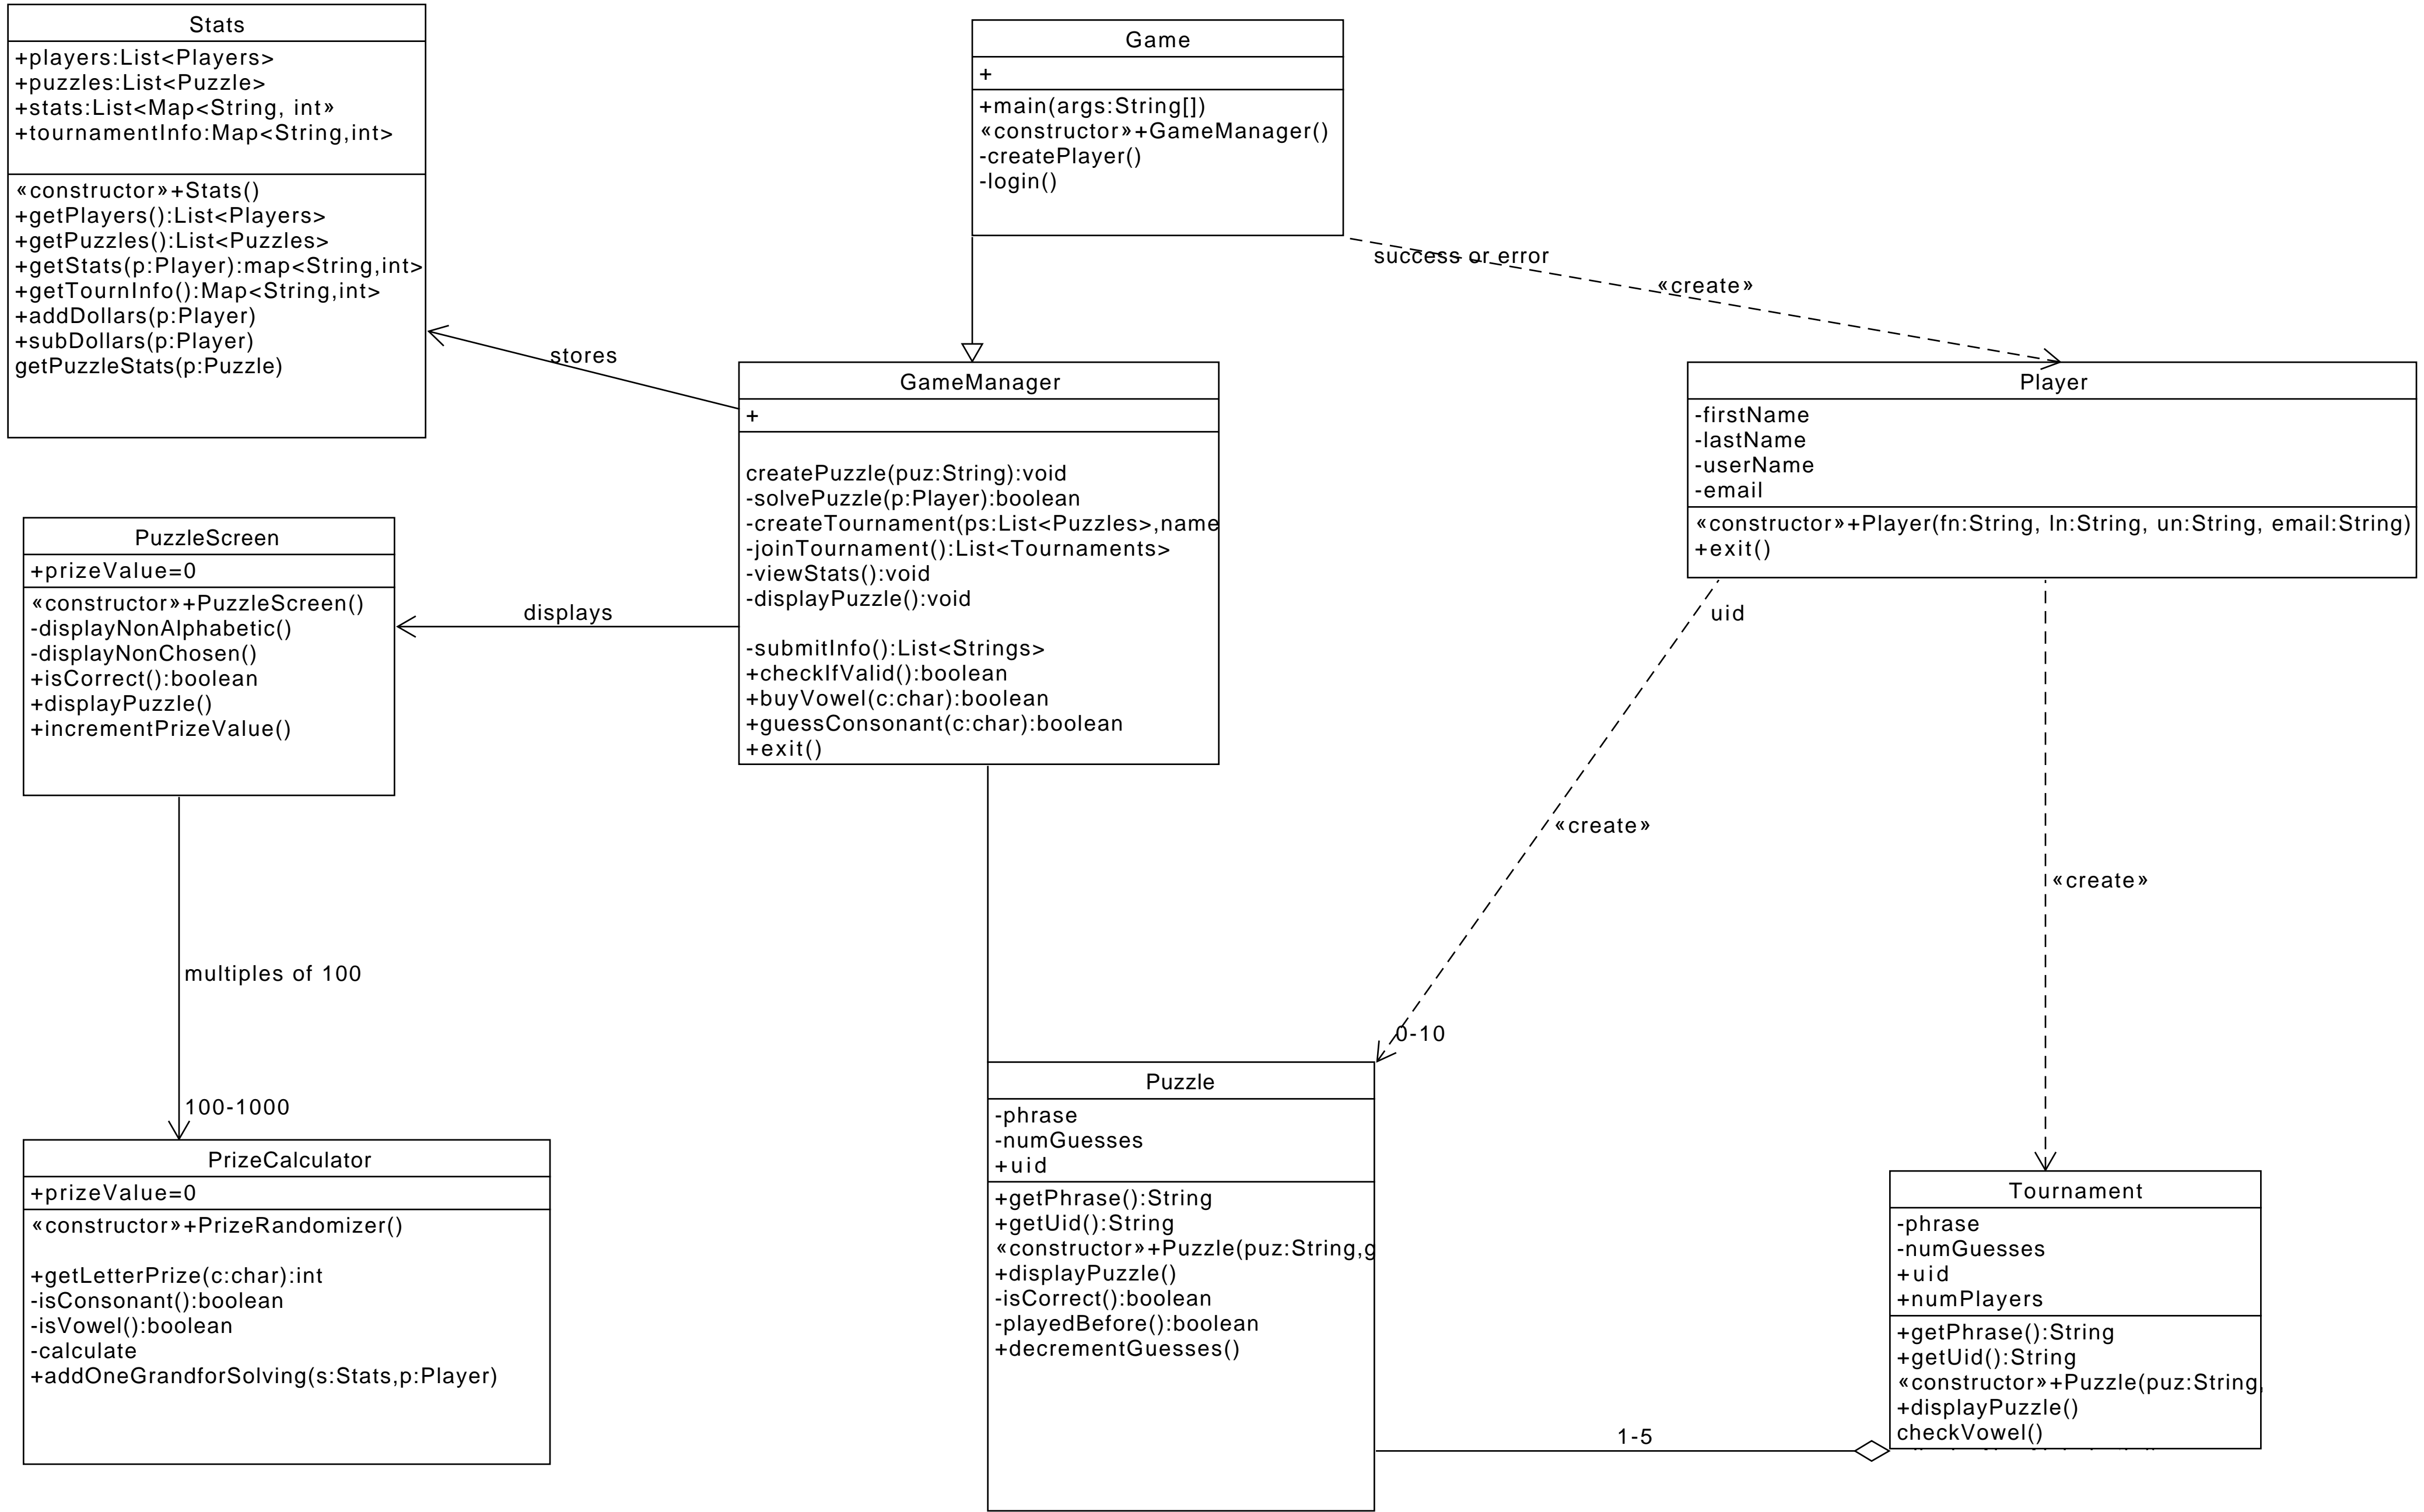 Stats
+players:List<Players>
+puzzles:List<Puzzle>
+stats:List<Map<String, int»
+tournamentInfo:Map<String,int>
«constructor»+Stats()
+getPlayers():List<Players>
+getPuzzles():List<Puzzles>
+getStats(p:Player):map<String,int>
+getTournInfo():Map<String,int>
+addDollars(p:Player)
+subDollars(p:Player)
getPuzzleStats(p:Puzzle)
Game
+
+main(args:String[])
«constructor»+GameManager()
-createPlayer()
-login()
success or error
«create»
stores
GameManager
+
createPuzzle(puz:String):void
-solvePuzzle(p:Player):boolean
-createTournament(ps:List<Puzzles>,name
-joinTournament():List<Tournaments>
-viewStats():void
-displayPuzzle():void
-submitInfo():List<Strings>
+checkIfValid():boolean
+buyVowel(c:char):boolean
+guessConsonant(c:char):boolean
+exit()
Player
-firstName
-lastName
-userName
-email
«constructor»+Player(fn:String, ln:String, un:String, email:String)
+exit()
PuzzleScreen
+prizeValue=0
«constructor»+PuzzleScreen()
-displayNonAlphabetic()
-displayNonChosen()
+isCorrect():boolean
+displayPuzzle()
+incrementPrizeValue()
displays
uid
«create»
«create»
multiples of 100
0-10
100-1000
PrizeCalculator
+prizeValue=0
«constructor»+PrizeRandomizer()
+getLetterPrize(c:char):int
-isConsonant():boolean
-isVowel():boolean
-calculate
+addOneGrandforSolving(s:Stats,p:Player)
Puzzle
-phrase
-numGuesses
+uid
+getPhrase():String
+getUid():String
«constructor»+Puzzle(puz:String,g
+displayPuzzle()
-isCorrect():boolean
-playedBefore():boolean
+decrementGuesses()
1-5
Tournament
-phrase
-numGuesses
+uid
+numPlayers
+getPhrase():String
+getUid():String
«constructor»+Puzzle(puz:String,
+displayPuzzle()
checkVowel()